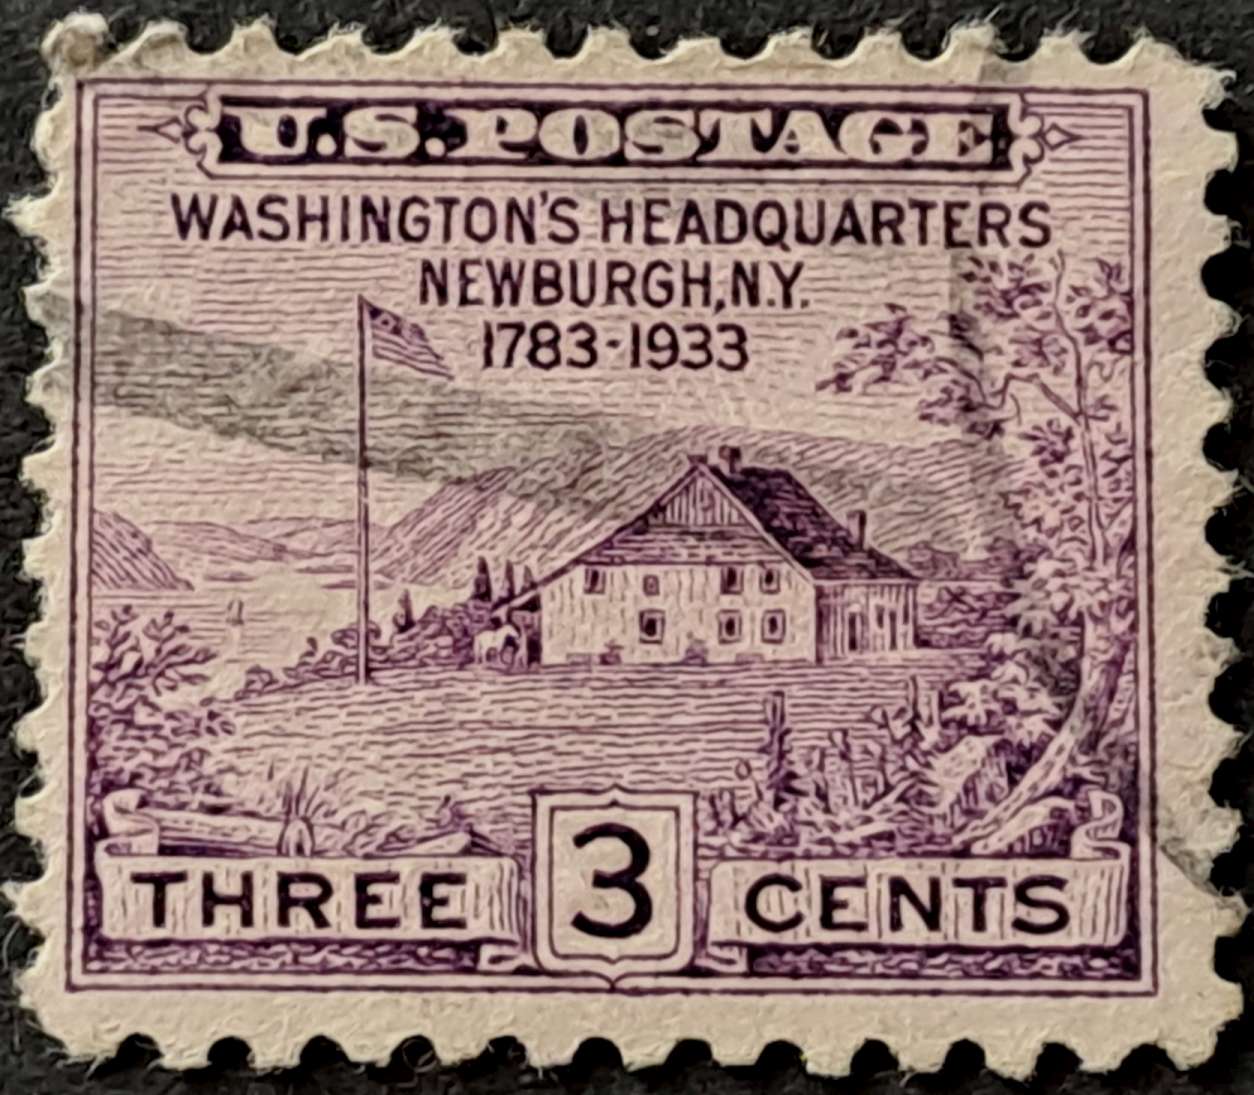 U.S. POSTAGE
WASHINGTON'S HEADQUARTERS
NEWBURGH, N.Y.
1783-1933
THREE 3 CENTS